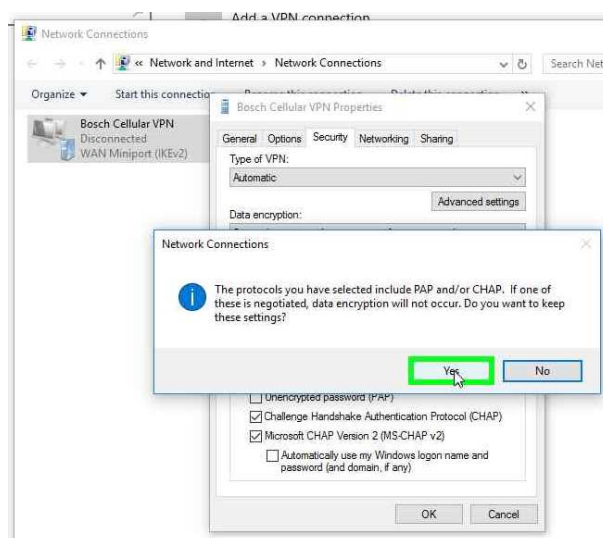 Add a VPN connection
Network Connections
« Network and Internet › Network Connections
Search Net
Organize
Start this connection
Bosch Cellular VPN
Disconnected
WAN Miniport (IKEv2)
Bosch Cellular VPN Properties
General Options Security Networking Sharing
Type of VPN:
Automatic
Advanced settings
Data encryption:
Network Connections
The protocols you have selected include PAP and/or CHAP. If one of
these is negotiated, data encryption will not occur. Do you want to keep
these settings?
Yes
No
Unencrypted password (PAP)
Challenge Handshake Authentication Protocol (CHAP)
Microsoft CHAP Version 2 (MS-CHAP v2)
Automatically use my Windows logon name and
password (and domain, if any)
OK
Cancel